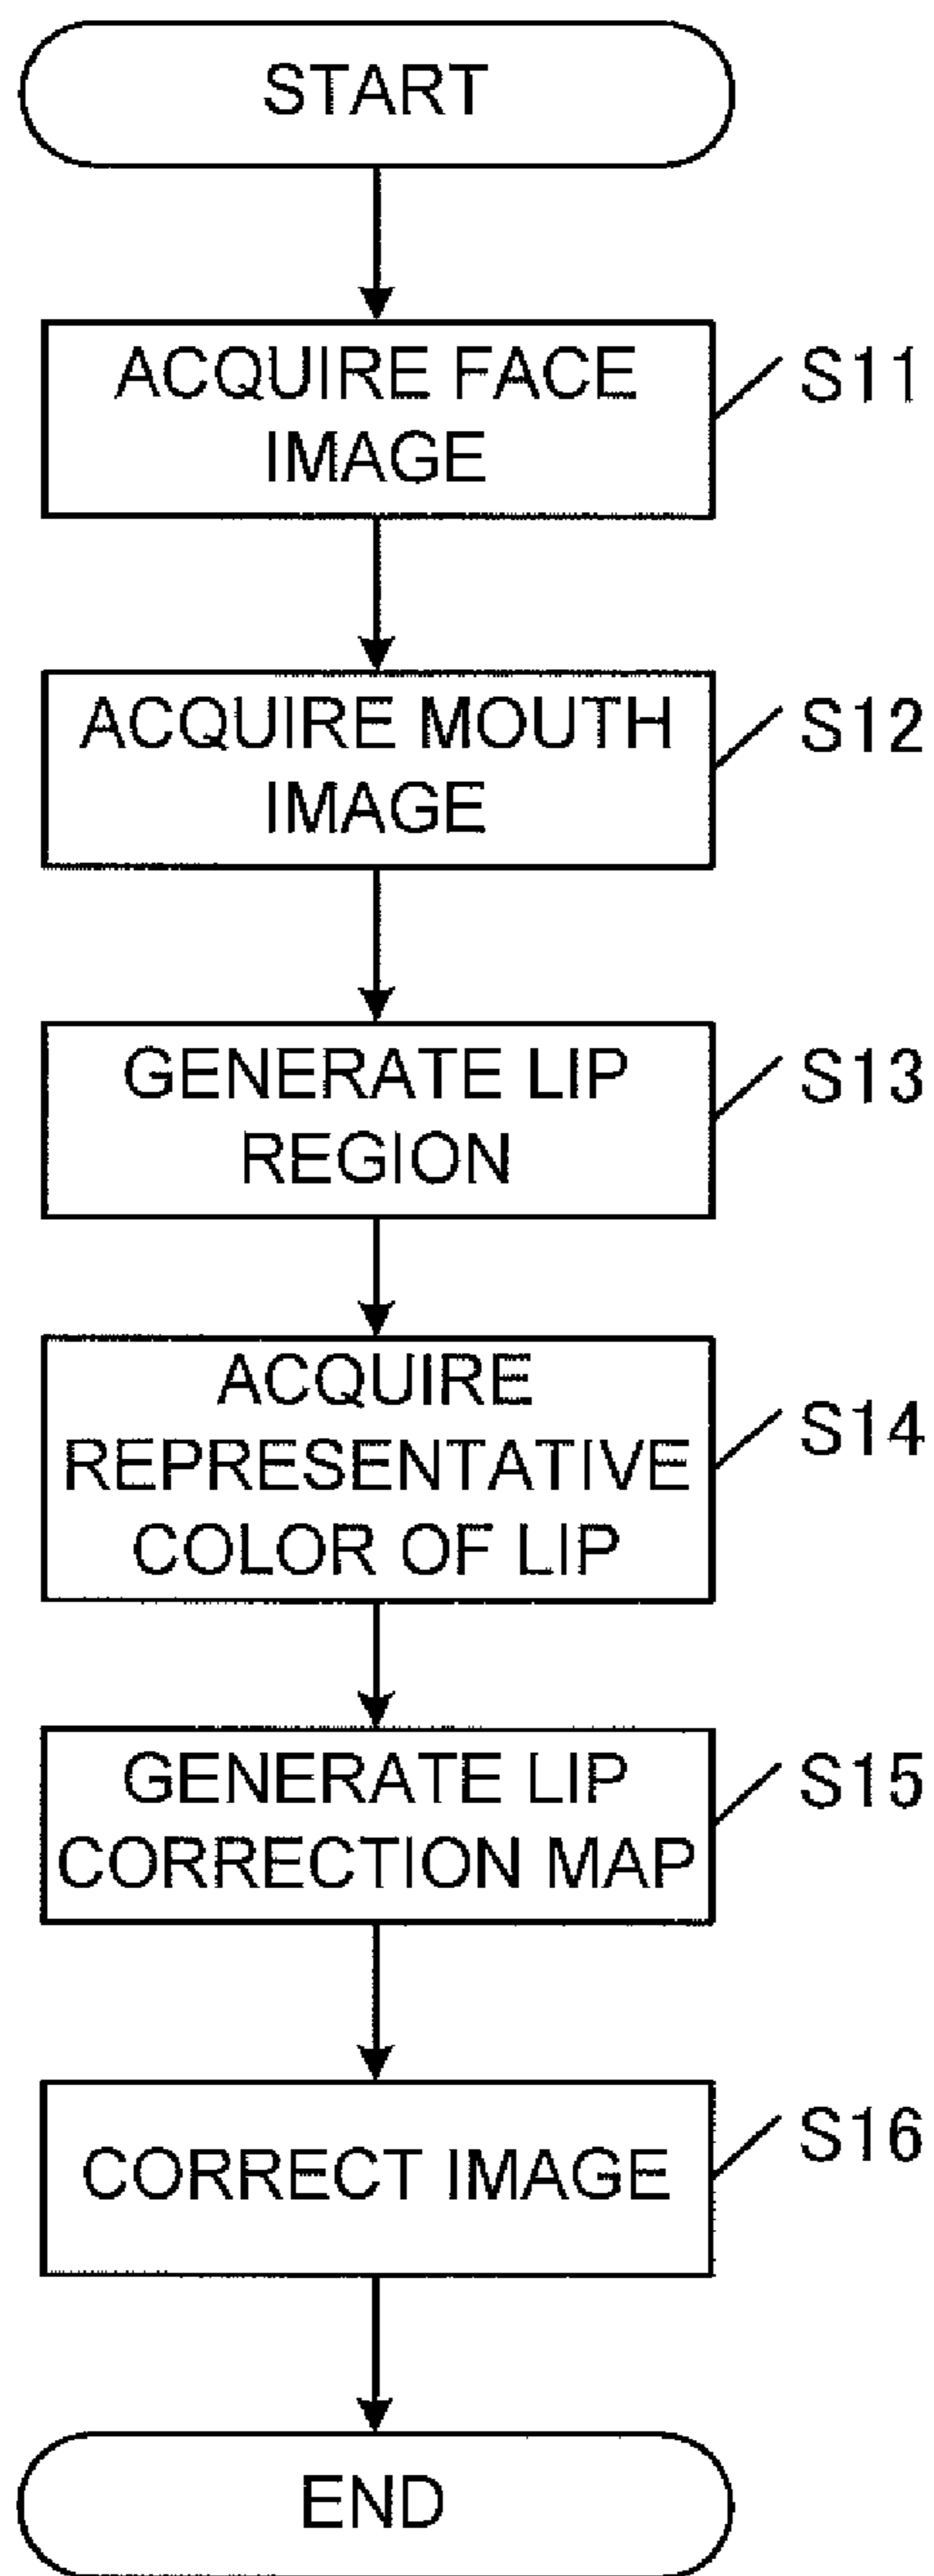 START
ACQUIRE FACE
IMAGE
S11
ACQUIRE MOUTH
IMAGE
S12
GENERATE LIP
REGION
S13
ACQUIRE
REPRESENTATIVE
COLOR OF LIP
S14
GENERATE LIP
CORRECTION MAP
S15
CORRECT IMAGE
S16
END